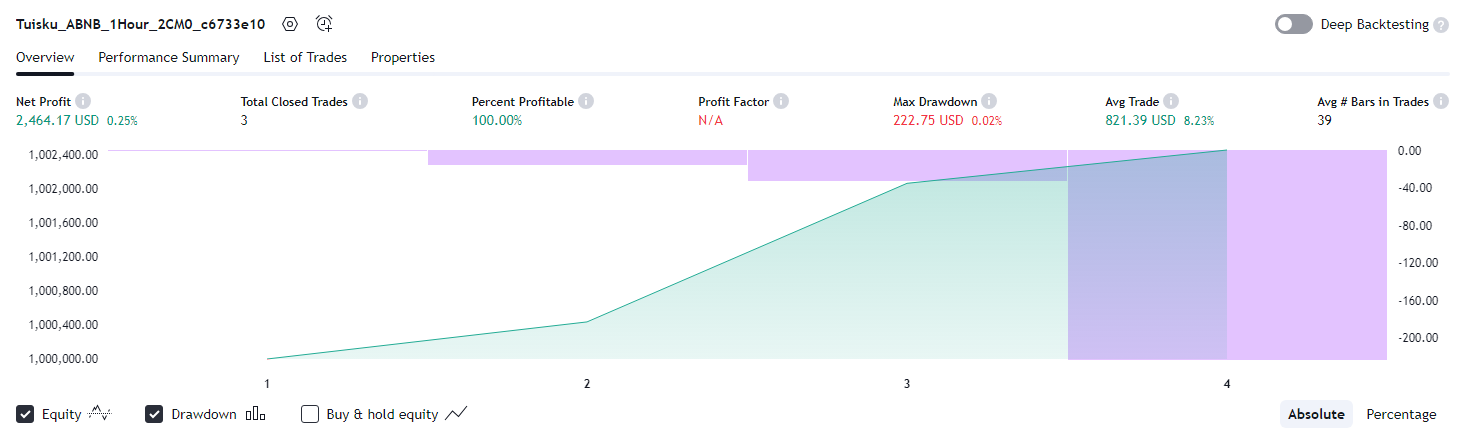 Tuisku_ABNB_1Hour_2CM0_c6733e10 Deep Backtesting ?
Overview Performance Summary List of Trades Properties
Net Profit i Total Closed Trades i Percent Profitable i Profit Factor i Max Drawdown i Avg Trade i Avg # Bars in Trades i
2,464.17 USD 0.25% 3 100.00% N/A 222.75 USD 0.02% 821.39 USD 8.23% 39
1,002,400.00 0.00
1,002,000.00 -40.00
1,001,600.00 -80.00
1,001,200.00 -120.00
1,000,800.00 -160.00
1,000,400.00 -200.00
1,000,000.00
1 2 3 4
Equity Drawdown Buy & hold equity Absolute Percentage